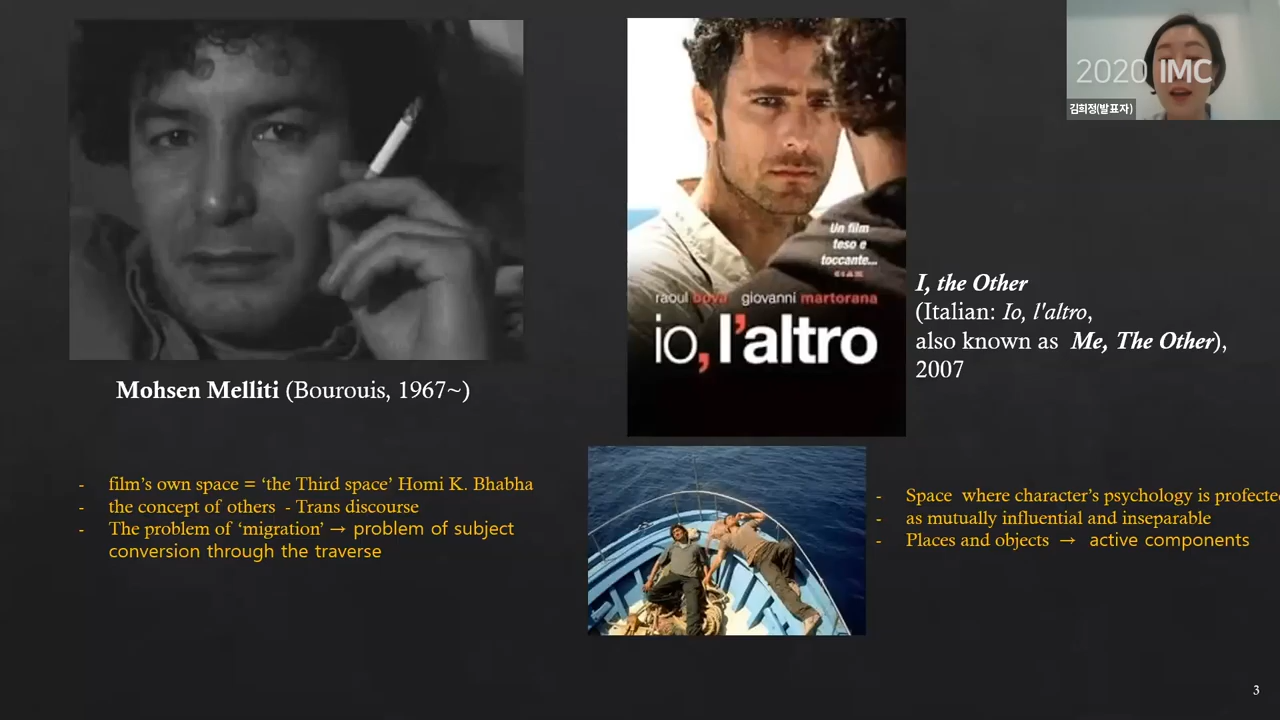 2020 IMC
김희정(발표자)
Un film
teso e
toccante...
raoul bova giovanni martorana
io, l'altro
I, the Other
(Italian: Io, l'altro,
also known as Me, The Other),
2007
Mohsen Melliti (Bourouis, 1967~)
- film's own space = ‘the Third space’ Homi K. Bhabha
- the concept of others - Trans discourse
- The problem of ‘migration’ → problem of subject
conversion through the traverse
- Space where character's psychology is profected
- as mutually influential and inseparable
- Places and objects → active components
3